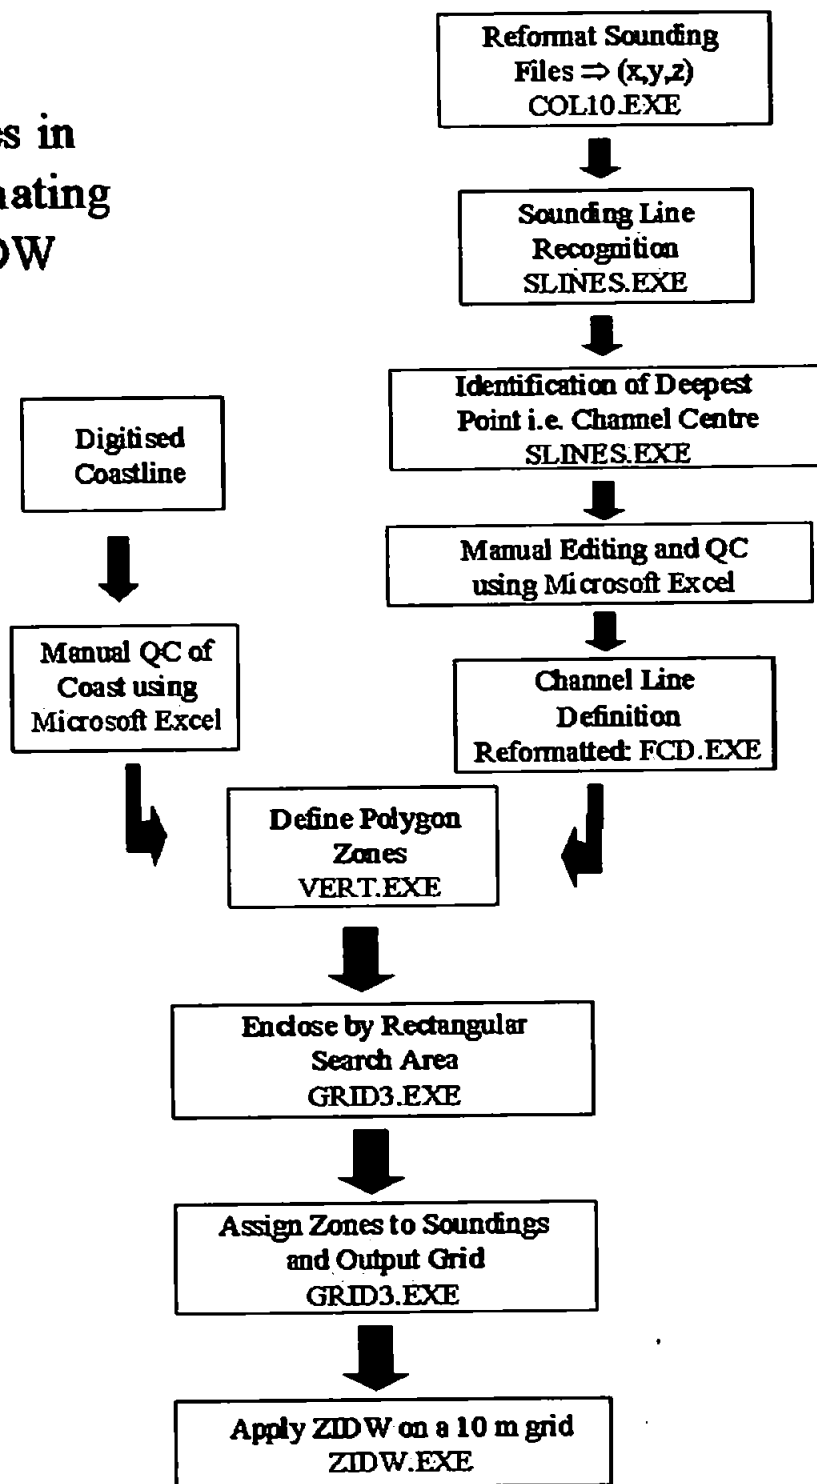 es in
nating
DW
Reformat Sounding
Files ⇒ (x,y,z)
COL10.EXE
Sounding Line
Recognition
SLINES.EXE
Identification of Deepest
Point i.e. Channel Centre
SLINES.EXE
Manual Editing and QC
using Microsoft Excel
Channel Line
Definition
Reformatted: FCD.EXE
Digitised
Coastline
Manual QC of
Coast using
Microsoft Excel
Define Polygon
Zones
VERT.EXE
Enclose by Rectangular
Search Area
GRID3.EXE
Assign Zones to Soundings
and Output Grid
GRID3.EXE
Apply ZIDW on a 10 m grid
ZIDW.EXE